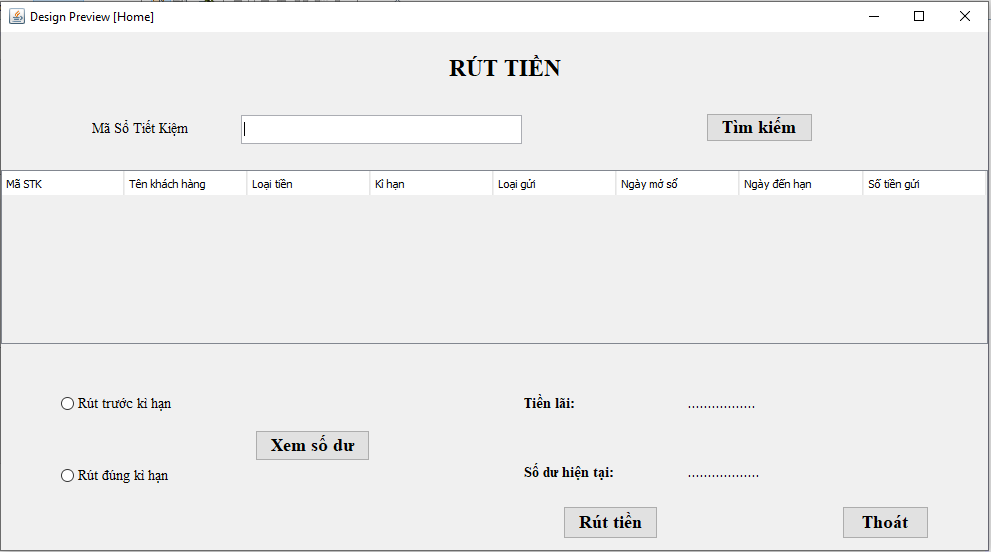 Design Preview [Home]
RÚT TIỀN
Mã Sổ Tiết Kiệm
Tìm kiếm
Mã STK Tên khách hàng Loại tiền Kì hạn Loại gửi Ngày mở sổ Ngày đến hạn Số tiền gửi
Rút trước kì hạn
Tiền lãi: .................
Xem số dư
Rút đúng kì hạn
Số dư hiện tại: ..................
Rút tiền Thoát